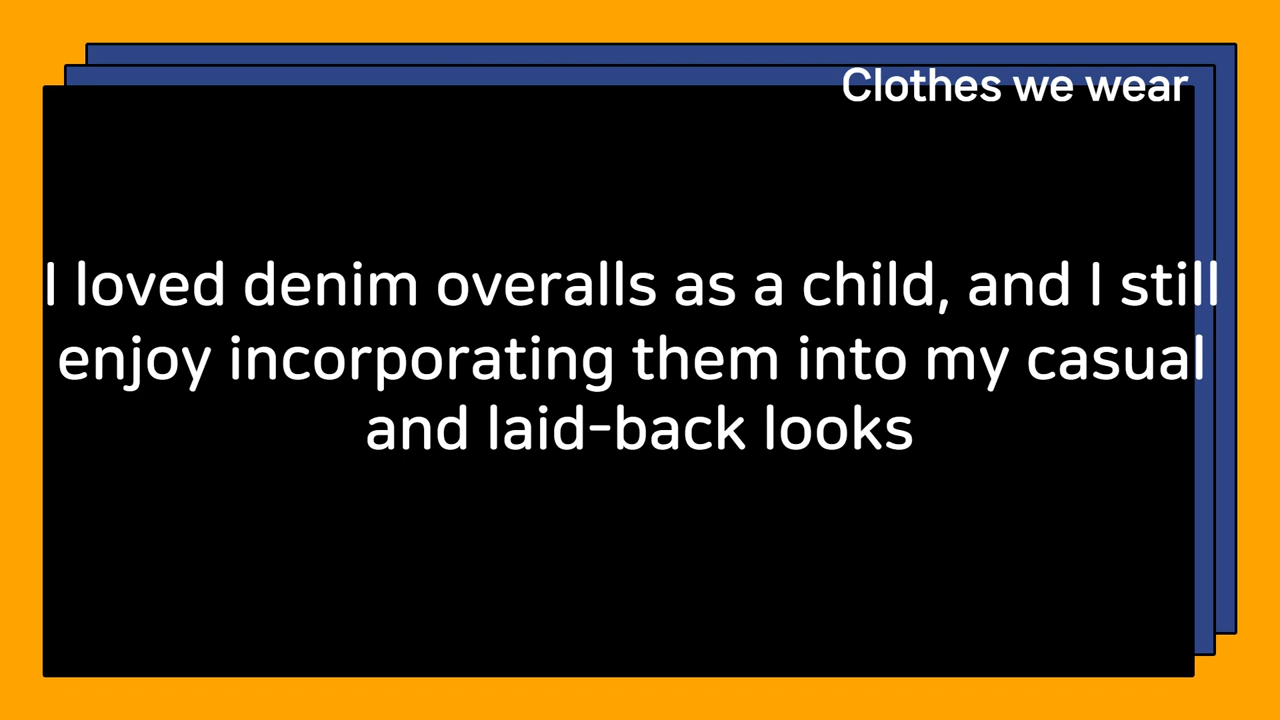 Clothes we wear
I loved denim overalls as a child, and I still
enjoy incorporating them into my casual
and laid-back looks